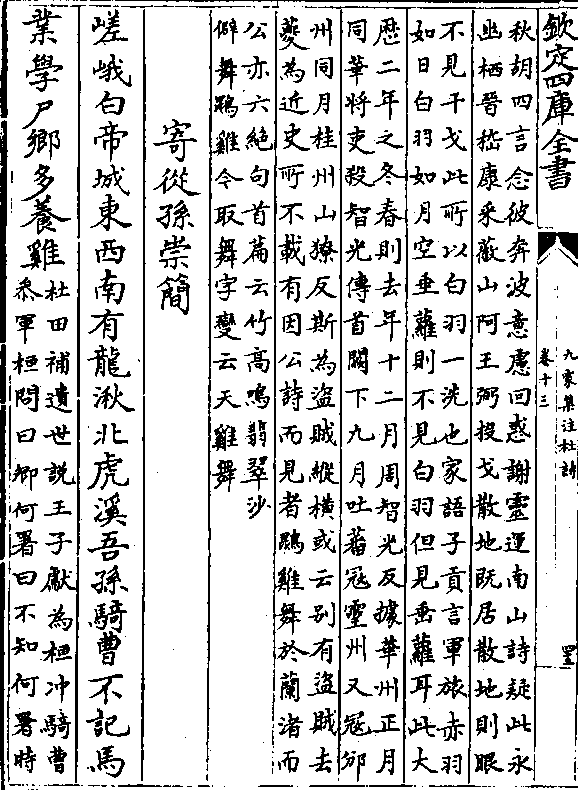 欽定四庫全書
秋胡四言念彼奔波意慮回惑謝靈運南山詩疑此永
幽栖晉嵇康采薇山阿王弼投戈散地既居散地則眼
不見干戈此所以白羽一洗也家語子貢言軍旅赤羽
如日白羽如月空垂蘿則不見白羽但見垂蘿耳此大
厯二年之冬春則去年十二月周智光反據華州正月
同華將吏殺智光傳首闕下九月吐蕃冦靈州又冦邠
州同月桂州山獠反斯為盗賊縱橫或云别有盗賊去
夔為近史所不載有因公詩而見者鵾雞舞於蘭渚而
公亦六絶句首篇云竹高鳴翡翠沙
僻舞鵾雞今取舞字變云天雞舞
寄從孫崇簡
嵯峨白帝城東西南有龍湫北虎溪吾孫騎曹不記馬
業學尸鄉多養雞
杜田補遺世說王子猷為桓冲騎曹
叅軍桓問曰卿何署曰不知何署時
九家集注杜詩
卷十三